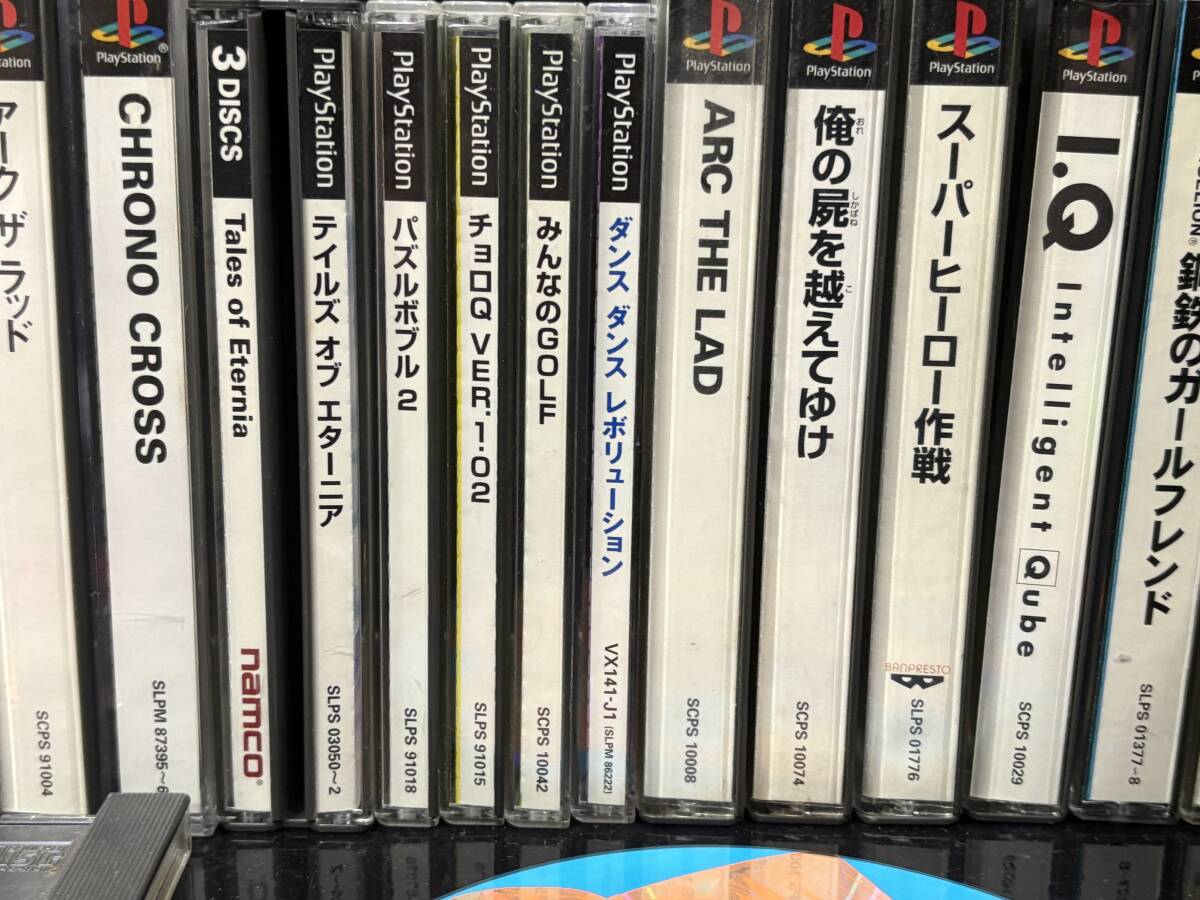 アーク ザ ラッド
SCPS 91004
PlayStation
CHRONO CROSS
SLPM 87395~6
3 DISCS
Tales of Eternia
namco
PlayStation
テイルズ オブ エターニア
SLPS 03050~2
PlayStation
パズルボブル 2
SLPS 91018
PlayStation
チョロQ VER.1・02
SLPS 91015
PlayStation
みんなのGOLF
SCPS 10042
PlayStation
ダンス ダンス レボリューション
VX141-J1 (SLPM 86222)
PlayStation
ARC THE LAD
SCPS 10008
PlayStation
俺の屍を越えてゆけ
おれ
しかばね
こ
SCPS 10074
PlayStation
スーパーヒーロー作戦
BANPRESTO
SLPS 01776
PlayStation
I.Q
Intelligent Qube
SCPS 10029
鋼鉄のガールフレンド
SLPS 01377-8